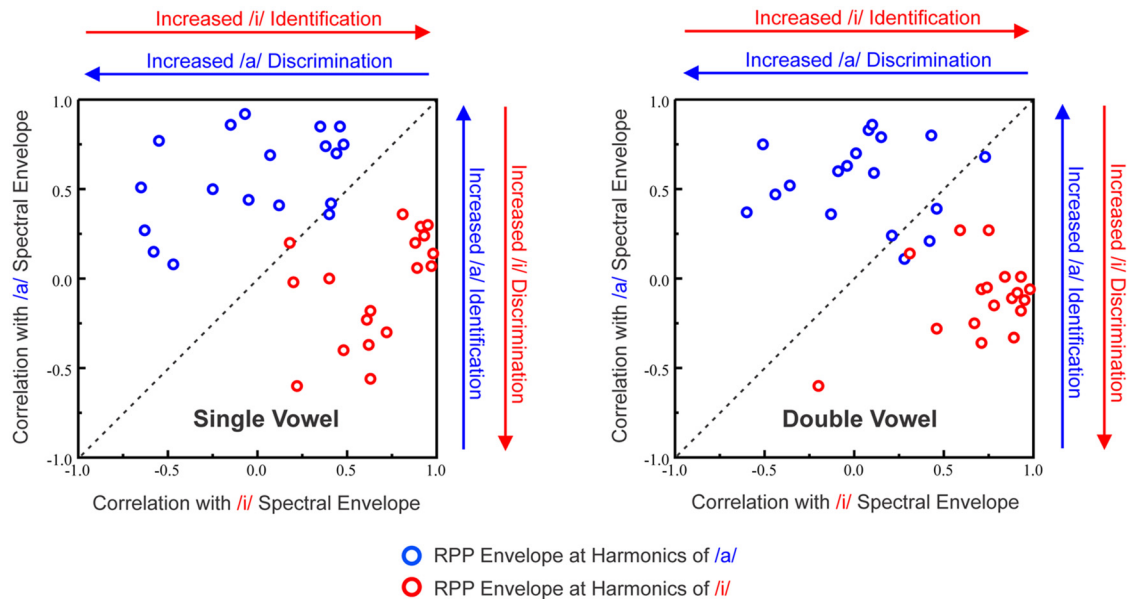 Increased /i/ Identification
Increased /a/ Discrimination
1.0
0.5
0.0
-0.5
-1.0
Correlation with /a/ Spectral Envelope
Single Vowel
-1.0 -0.5 0.0 0.5 1.0
Correlation with /i/ Spectral Envelope
Increased /a/ Identification
Increased /i/ Discrimination
Increased /i/ Identification
Increased /a/ Discrimination
1.0
0.5
0.0
-0.5
-1.0
Correlation with /a/ Spectral Envelope
Double Vowel
-1.0 -0.5 0.0 0.5 1.0
Correlation with /i/ Spectral Envelope
Increased /a/ Identification
Increased /i/ Discrimination
RPP Envelope at Harmonics of /a/
RPP Envelope at Harmonics of /i/